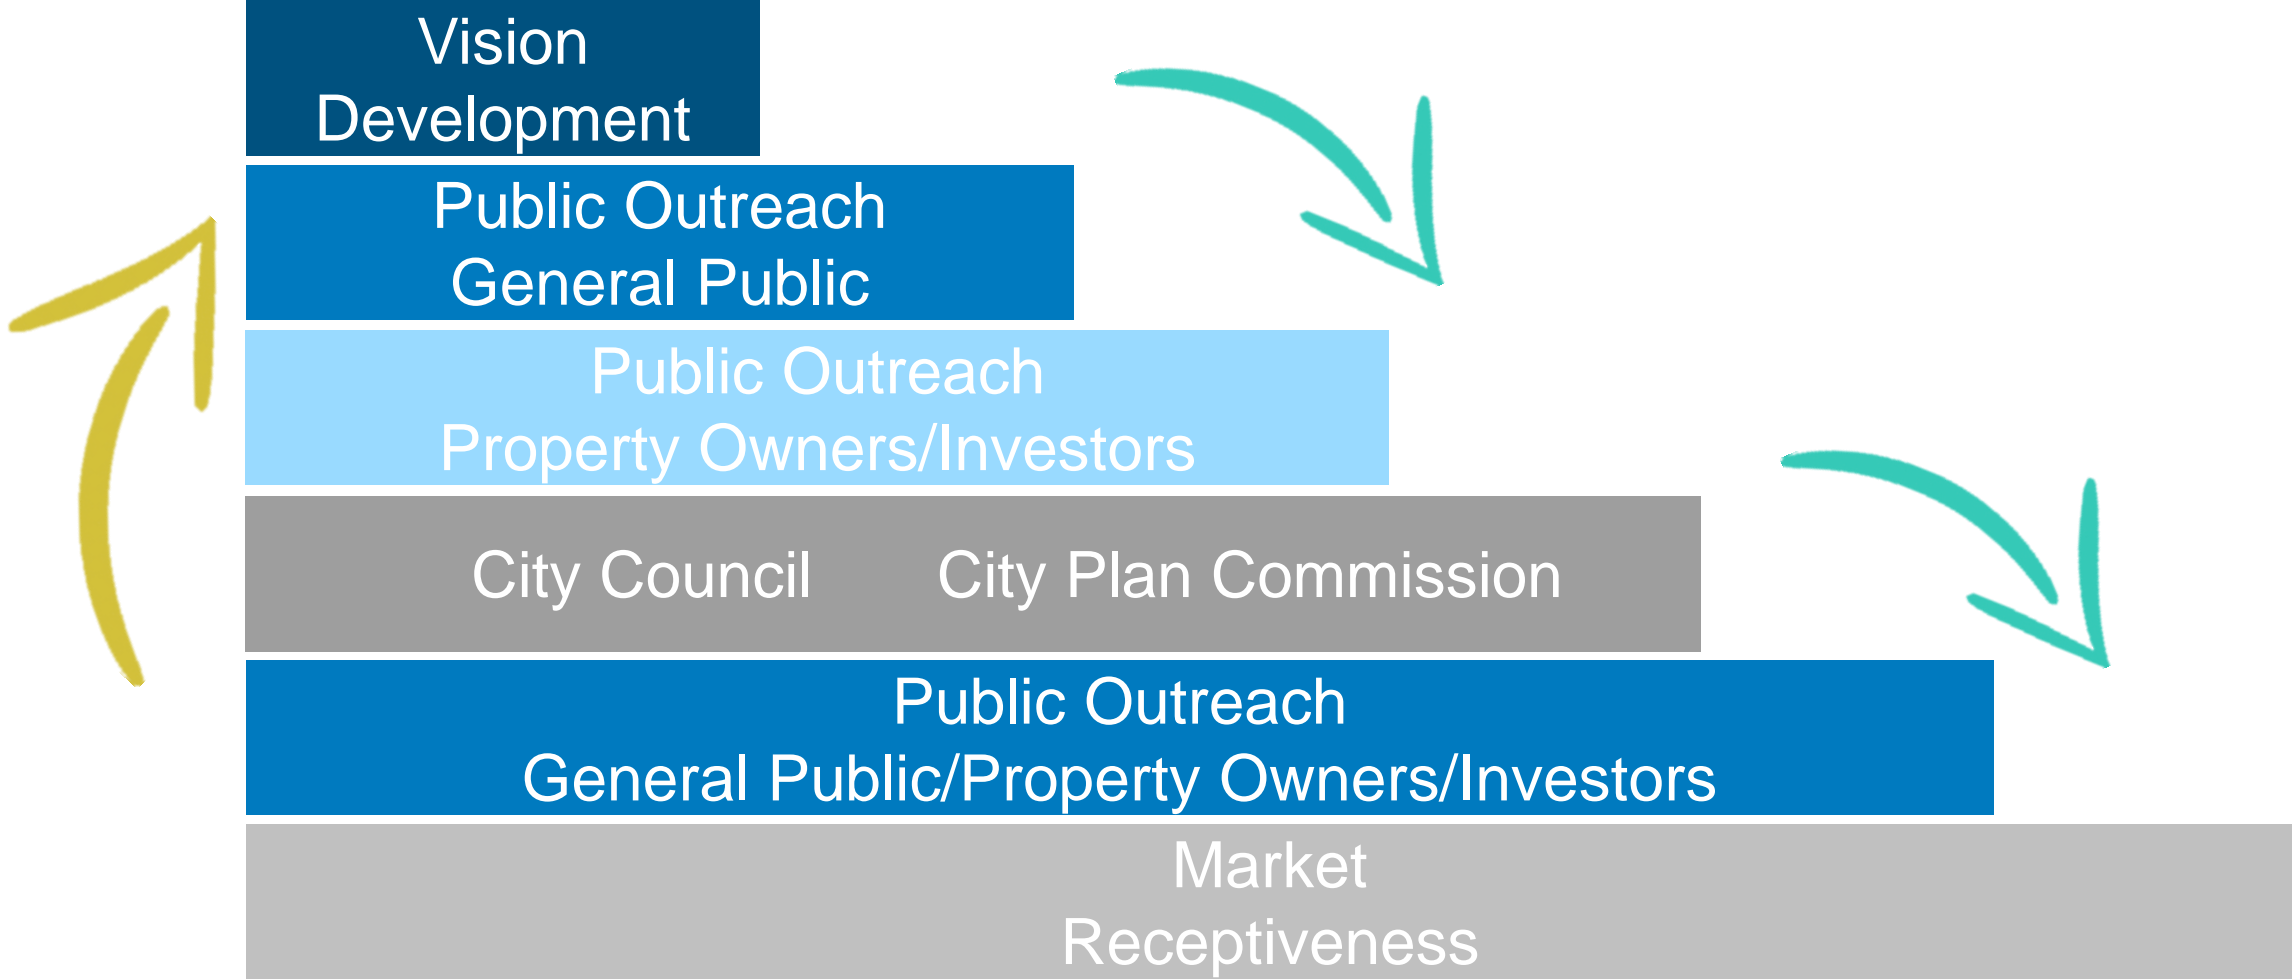 Vision
Development
Public Outreach
General Public
Public Outreach
Property Owners/Investors
City Council City Plan Commission
Public Outreach
General Public/Property Owners/Investors
Market
Receptiveness